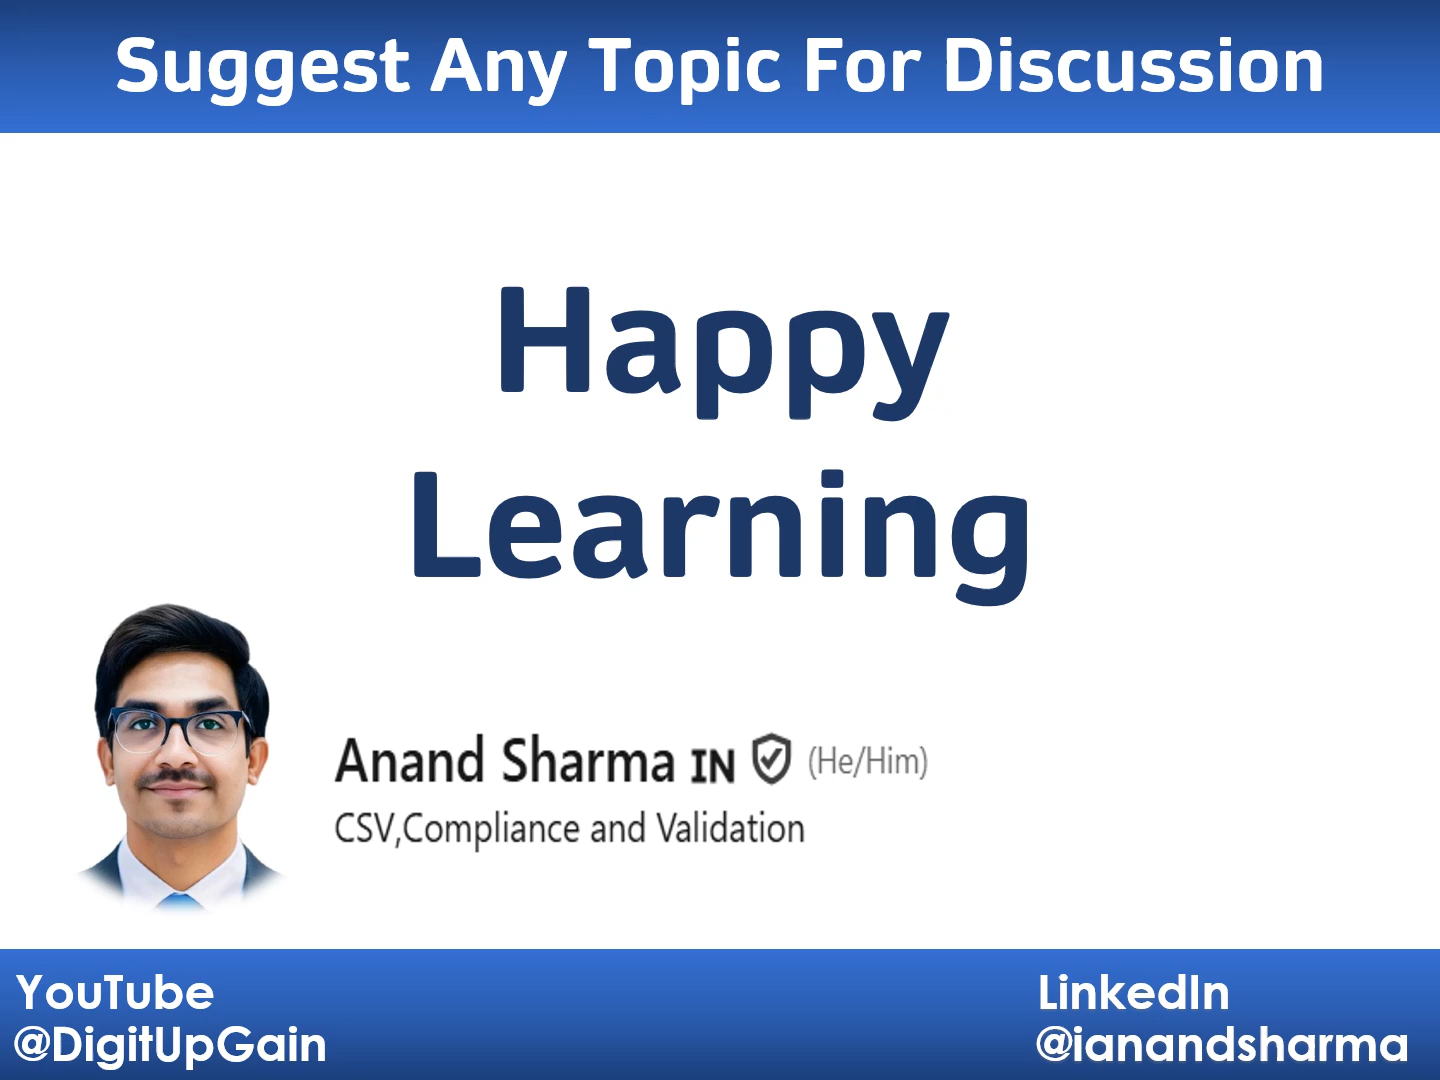 Suggest Any Topic For Discussion
Happy
Learning
Anand Sharma IN (He/Him)
CSV,Compliance and Validation
YouTube
@DigitUpGain
LinkedIn
@ianandsharma